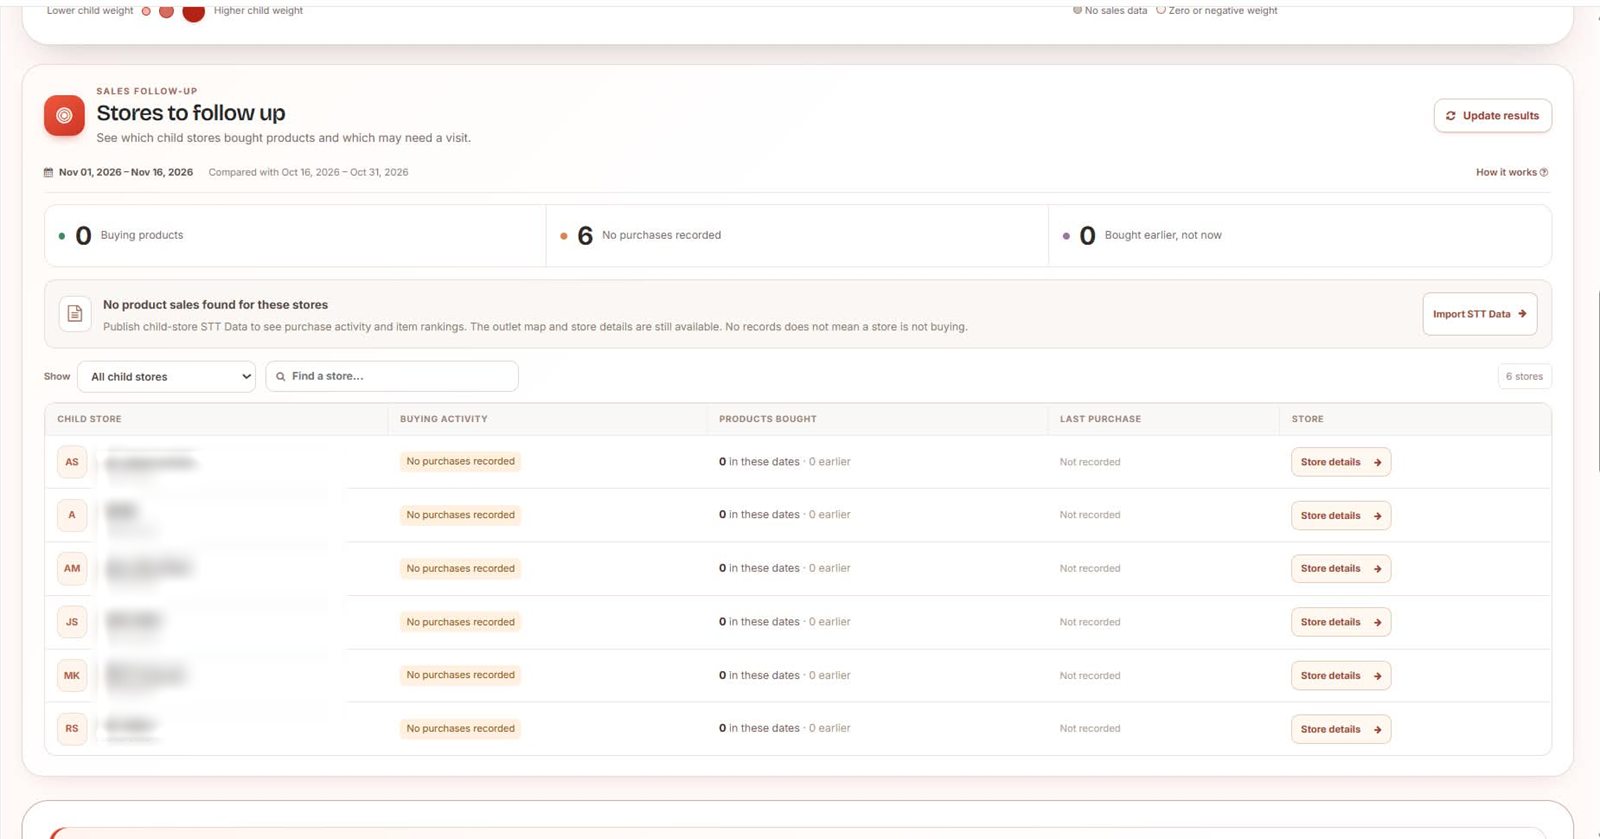 Lower child weight Higher child weight No sales data Zero or negative weight
SALES FOLLOW-UP
Stores to follow up
See which child stores bought products and which may need a visit.
Update results
Nov 01, 2026 – Nov 16, 2026 Compared with Oct 16, 2026 – Oct 31, 2026 How it works
0 Buying products 6 No purchases recorded 0 Bought earlier, not now
No product sales found for these stores
Publish child-store STT Data to see purchase activity and item rankings. The outlet map and store details are still available. No records does not mean a store is not buying.
Import STT Data
Show All child stores Find a store... 6 stores
CHILD STORE BUYING ACTIVITY PRODUCTS BOUGHT LAST PURCHASE STORE
AS No purchases recorded 0 in these dates · 0 earlier Not recorded Store details
A No purchases recorded 0 in these dates · 0 earlier Not recorded Store details
AM No purchases recorded 0 in these dates · 0 earlier Not recorded Store details
JS No purchases recorded 0 in these dates · 0 earlier Not recorded Store details
MK No purchases recorded 0 in these dates · 0 earlier Not recorded Store details
RS No purchases recorded 0 in these dates · 0 earlier Not recorded Store details